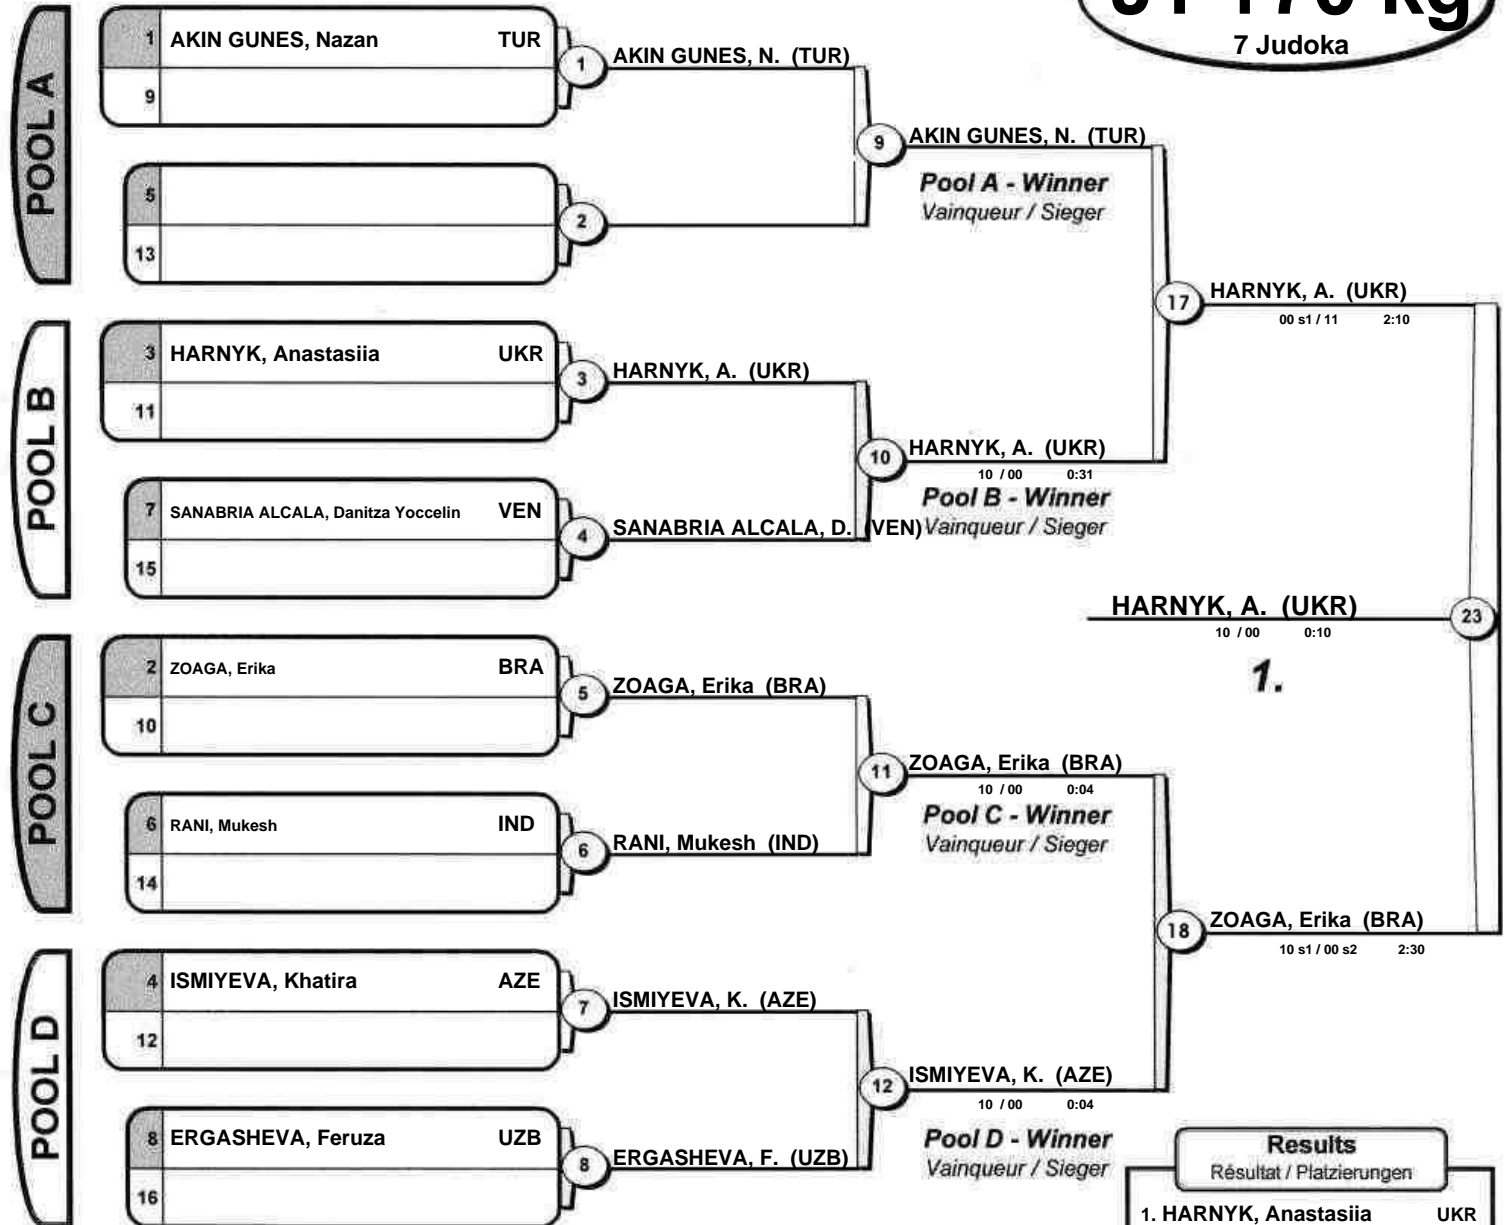 7 Judoka
POOL A
1 AKIN GUNES, Nazan TUR
9
1
AKIN GUNES, N. (TUR)
5
13
2
9
AKIN GUNES, N. (TUR)
Pool A - Winner
Vainqueur / Sieger
POOL B
3 HARNYK, Anastasiia UKR
11
3
HARNYK, A. (UKR)
7 SANABRIA ALCALA, Danitza Yoccelin VEN
15
4
SANABRIA ALCALA, D. (VEN)
10
HARNYK, A. (UKR)
10 / 00 0:31
Pool B - Winner
Vainqueur / Sieger
17
HARNYK, A. (UKR)
00 s1 / 11 2:10
POOL C
2 ZOAGA, Erika BRA
10
5
ZOAGA, Erika (BRA)
6 RANI, Mukesh IND
14
6
RANI, Mukesh (IND)
11
ZOAGA, Erika (BRA)
10 / 00 0:04
Pool C - Winner
Vainqueur / Sieger
POOL D
4 ISMIYEVA, Khatira AZE
12
7
ISMIYEVA, K. (AZE)
8 ERGASHEVA, Feruza UZB
16
8
ERGASHEVA, F. (UZB)
12
ISMIYEVA, K. (AZE)
10 / 00 0:04
Pool D - Winner
Vainqueur / Sieger
18
ZOAGA, Erika (BRA)
10 s1 / 00 s2 2:30
23
HARNYK, A. (UKR)
10 / 00 0:10
1.
Results
Résultat / Platzierungen
1. HARNYK, Anastasiia UKR